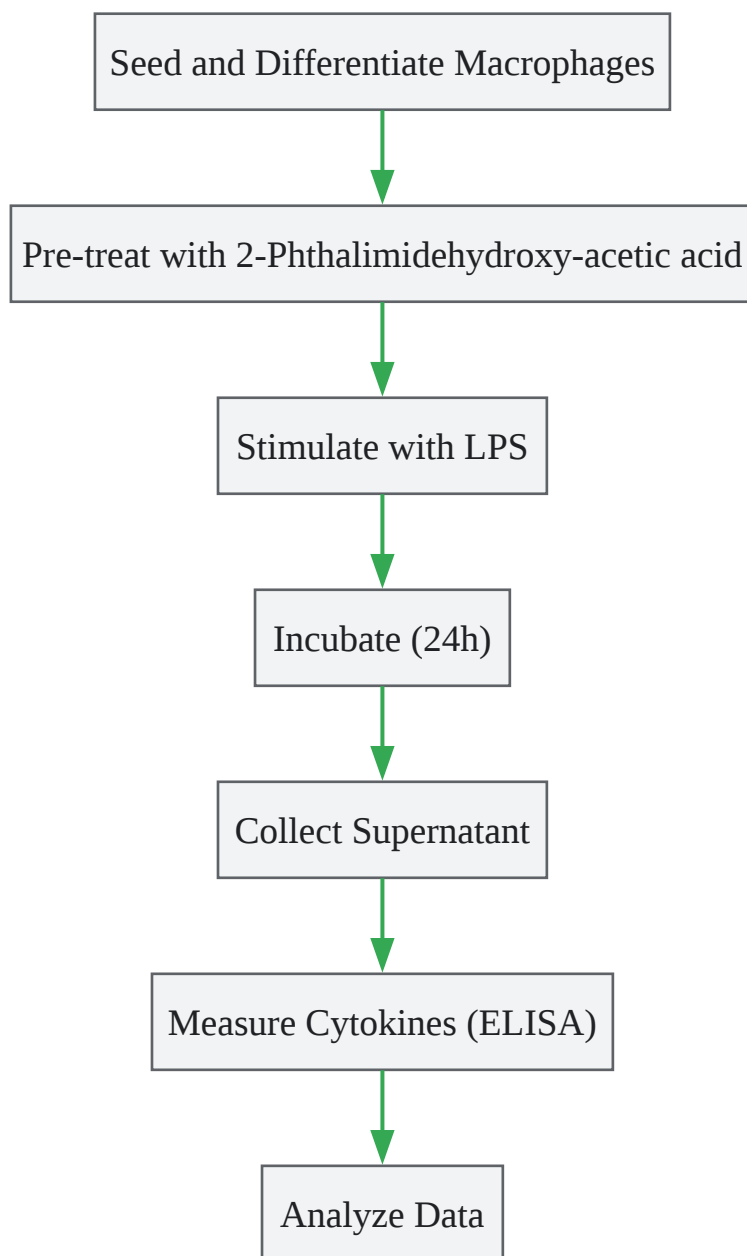 Seed and Differentiate Macrophages
Pre-treat with 2-Phthalimidehydroxy-acetic acid
Stimulate with LPS
Incubate (24h)
Collect Supernatant
Measure Cytokines (ELISA)
Analyze Data